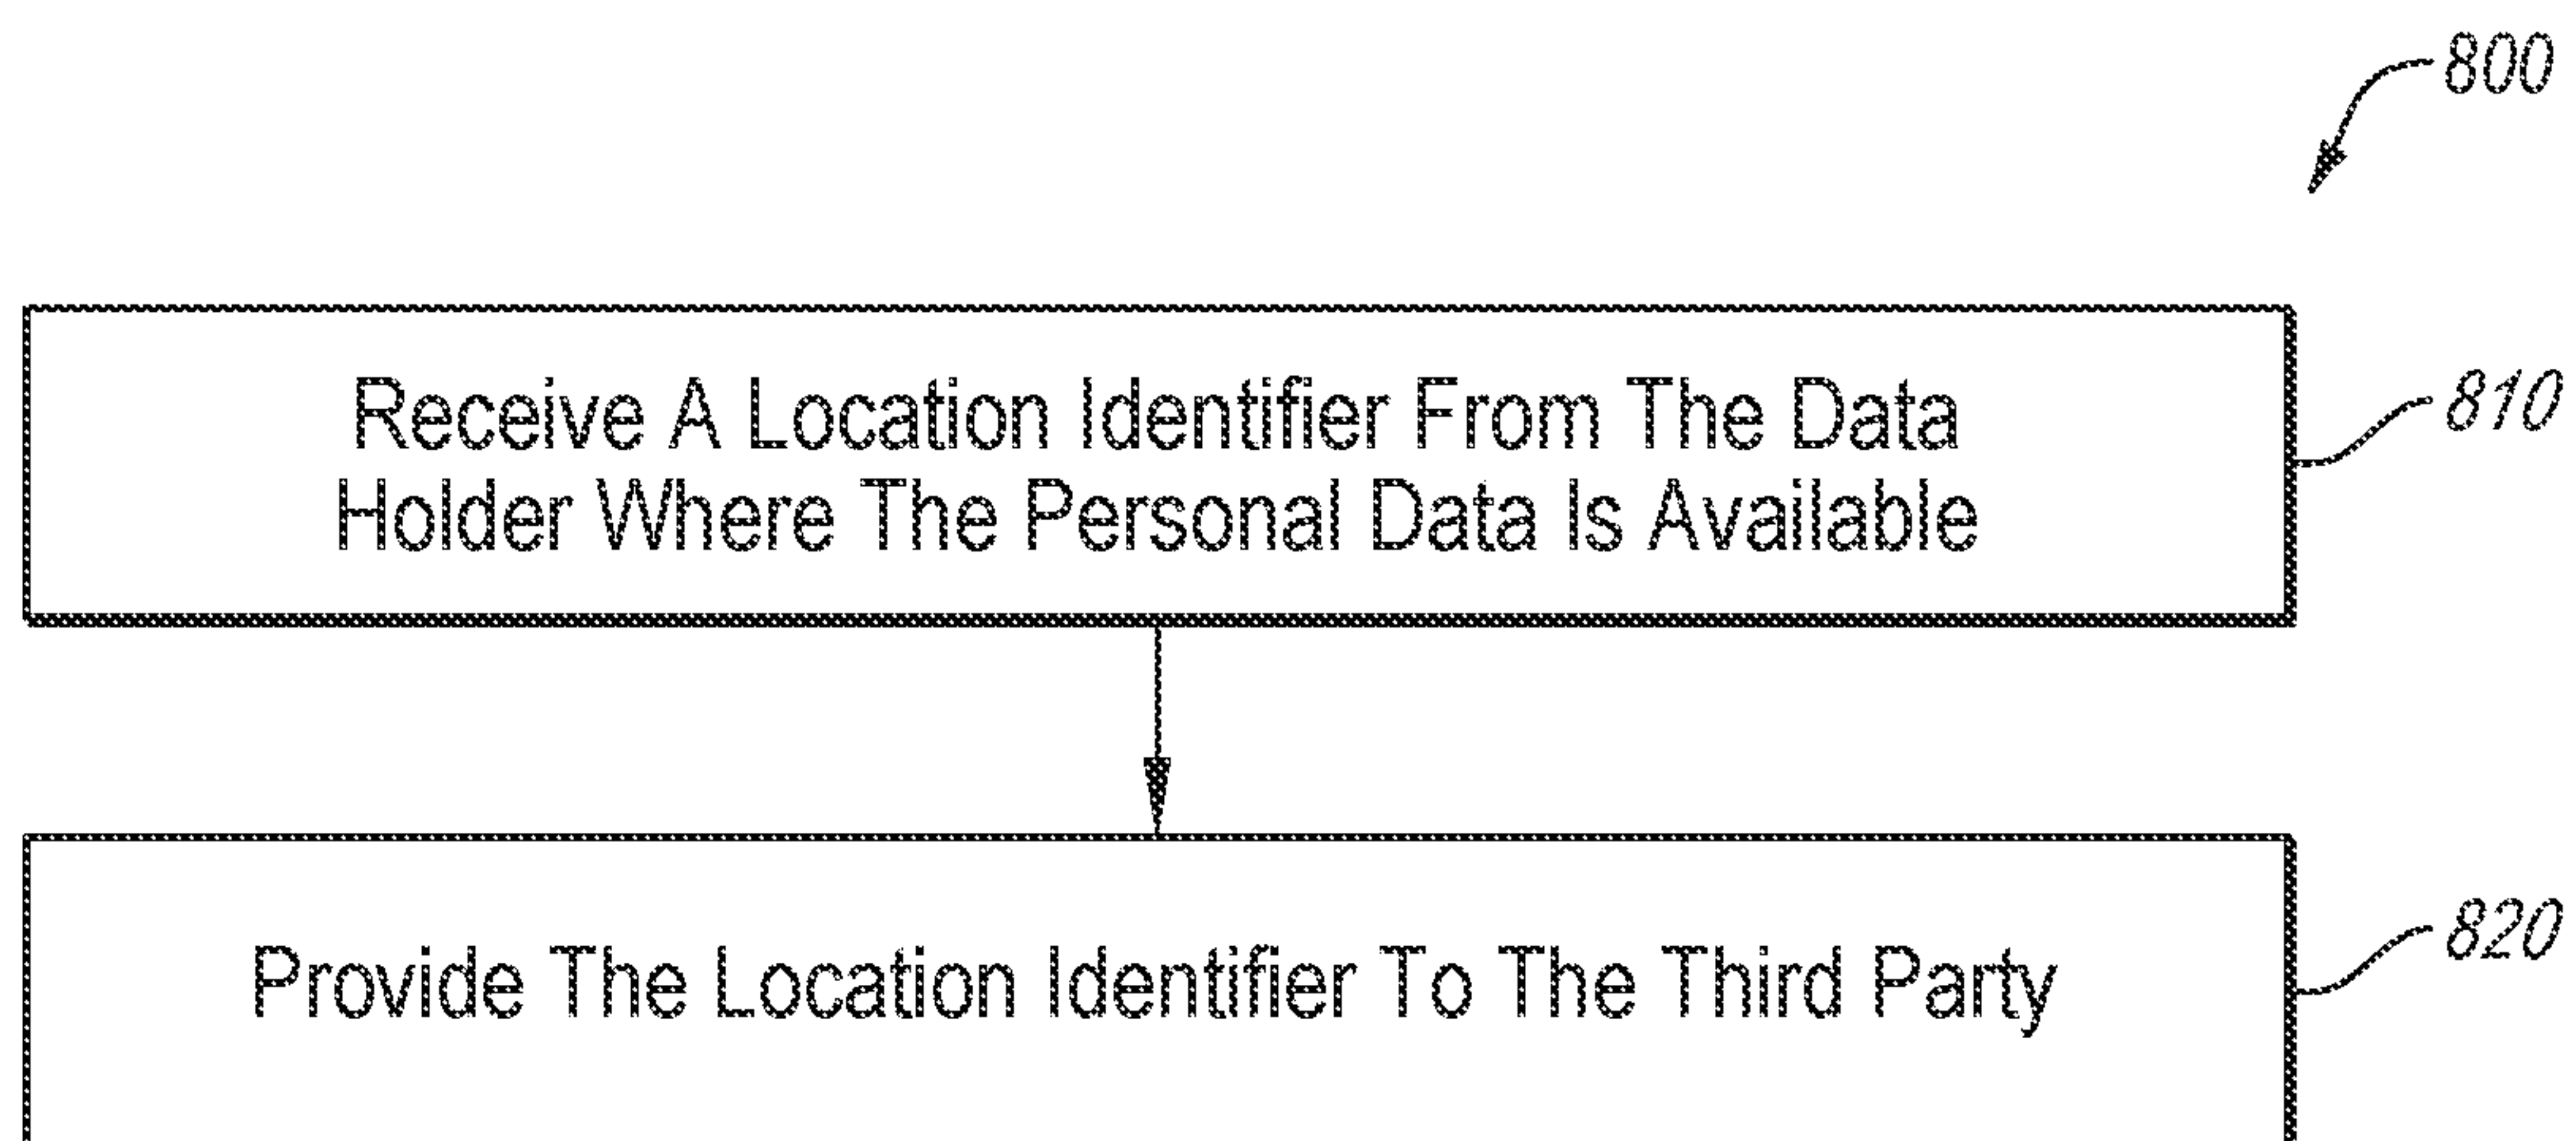 800
Receive A Location Identifier From The Data
Holder Where The Personal Data Is Available
810
Provide The Location Identifier To The Third Party
820